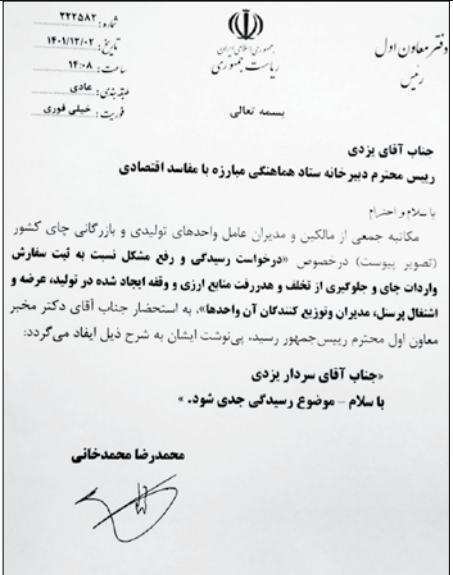 شماره: ۲۲۲۵۸۲
تاریخ: ۱۴۰۱/۱۲/۰۲
ساعت: ۱۴:۰۸
طبقه‌بندی: عادی
فوریت: خیلی فوری
جمهوری اسلامی ایران
ریاست جمهوری
دفتر معاون اول
رئیس
بسمه تعالی
جناب آقای یزدی
رییس محترم دبیرخانه ستاد هماهنگی مبارزه با مفاسد اقتصادی
با سلام و احترام
مکاتبه جمعی از مالکین و مدیران عامل واحدهای تولیدی و بازرگانی چای کشور
(تصویر پیوست) درخصوص «درخواست رسیدگی و رفع مشکل نسبت به ثبت سفارش
واردات چای و جلوگیری از تخلف و هدررفت منابع ارزی و وقفه ایجاد شده در تولید، عرضه و
اشتغال پرسنل، مدیران وتوزیع کنندگان آن واحدها»، به استحضار جناب آقای دکتر مخبر
معاون اول محترم رییس‌جمهور رسید، پی‌نوشت ایشان به شرح ذیل ایفاد می‌گردد:
«جناب آقای سردار یزدی
با سلام – موضوع رسیدگی جدی شود.»
محمدرضا محمدخانی